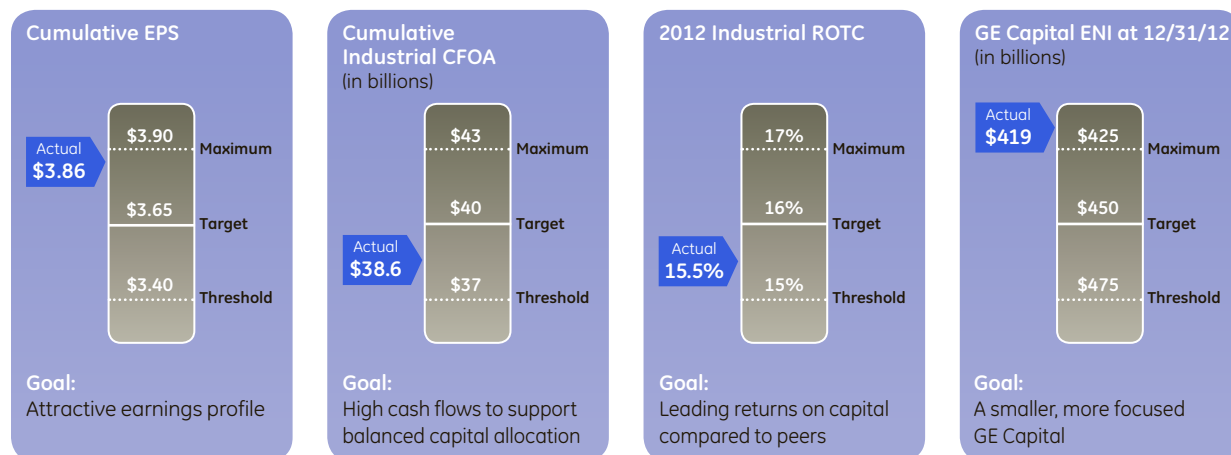 Cumulative EPS
Actual
$3.86
$3.90
Maximum
$3.65
Target
$3.40
Threshold
Goal:
Attractive earnings profile
Cumulative
Industrial CFOA
(in billions)
$43
Maximum
$40
Target
Actual
$38.6
$37
Threshold
Goal:
High cash flows to support
balanced capital allocation
2012 Industrial ROTC
17%
Maximum
16%
Target
Actual
15.5%
15%
Threshold
Goal:
Leading returns on capital
compared to peers
GE Capital ENI at 12/31/12
(in billions)
Actual
$419
$425
Maximum
$450
Target
$475
Threshold
Goal:
A smaller, more focused
GE Capital